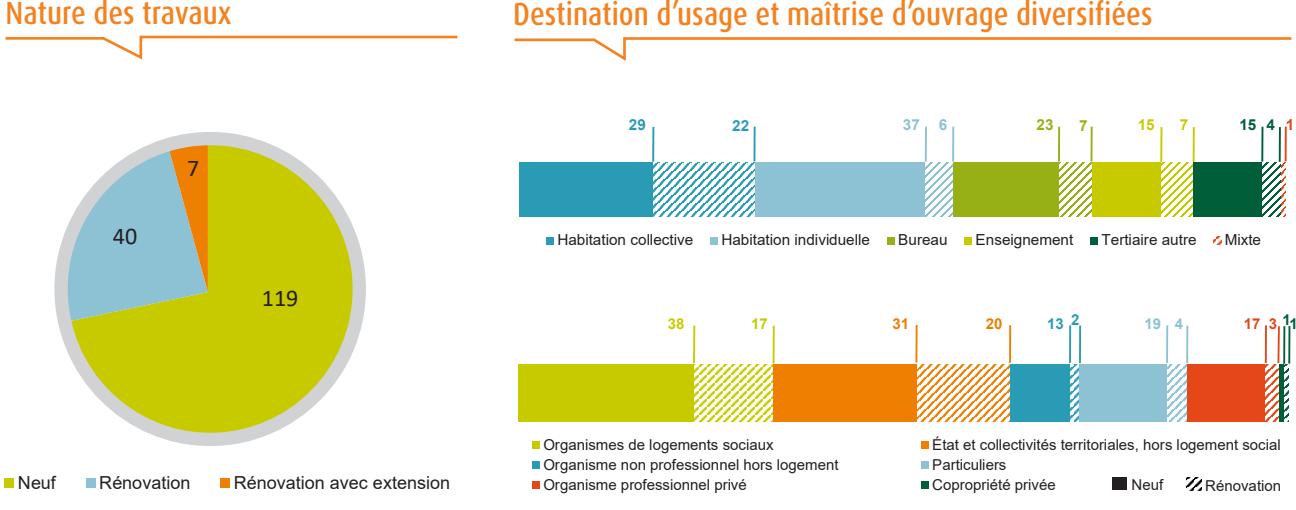 Nature des travaux
7
40
119
Neuf Rénovation Rénovation avec extension
Destination d'usage et maîtrise d'ouvrage diversifiées
29 22 37 6 23 7 15 7 15 4 1
Habitation collective Habitation individuelle Bureau Enseignement Tertiaire autre Mixte
38 17 31 20 13 2 19 4 17 3 1 1
Organismes de logements sociaux État et collectivités territoriales, hors logement social
Organisme non professionnel hors logement Particuliers
Organisme professionnel privé Copropriété privée Neuf Rénovation